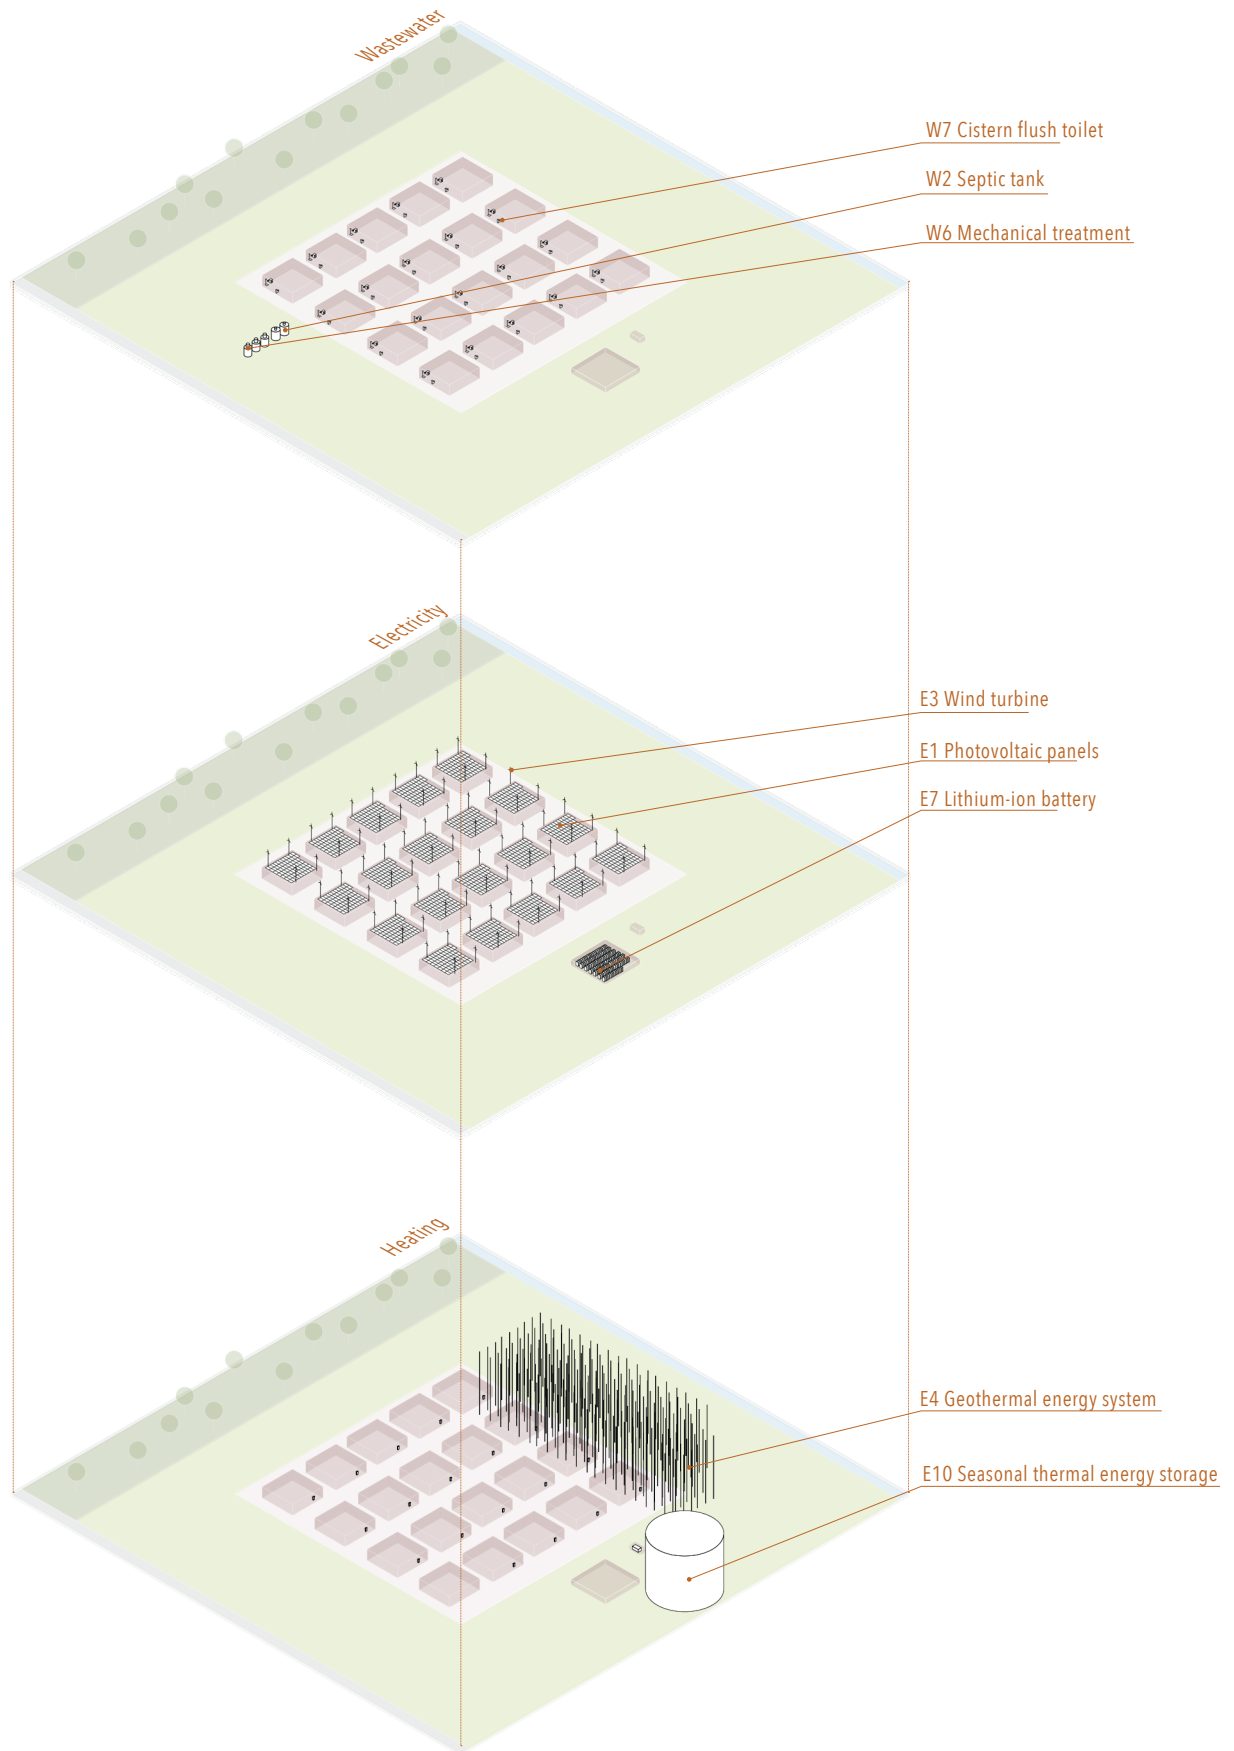 Wastewater
W7 Cistern flush toilet
W2 Septic tank
W6 Mechanical treatment
Electricity
E3 Wind turbine
E1 Photovoltaic panels
E7 Lithium-ion battery
Heating
E4 Geothermal energy system
E10 Seasonal thermal energy storage